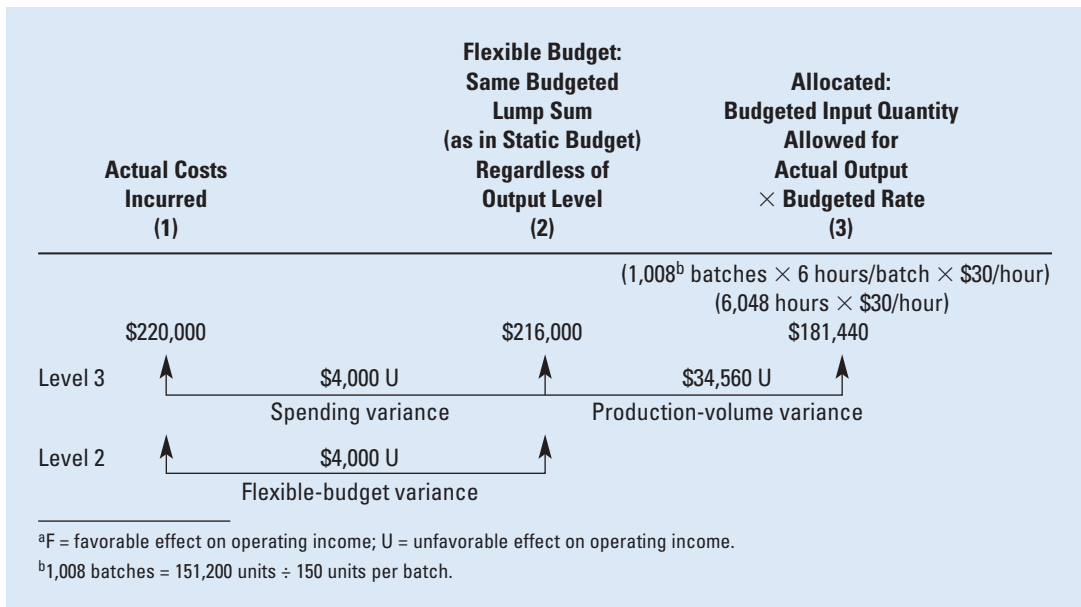 Flexible Budget:
Same Budgeted
Lump Sum
(as in Static Budget)
Regardless of
Output Level
(2)
Allocated:
Budgeted Input Quantity
Allowed for
Actual Output
× Budgeted Rate
(3)
Actual Costs
Incurred
(1)
(1,008ᵇ batches × 6 hours/batch × $30/hour)
(6,048 hours × $30/hour)
$220,000 $216,000 $181,440
Level 3 $4,000 U $34,560 U
Spending variance Production-volume variance
Level 2 $4,000 U
Flexible-budget variance
ᵃF = favorable effect on operating income; U = unfavorable effect on operating income.
ᵇ1,008 batches = 151,200 units ÷ 150 units per batch.